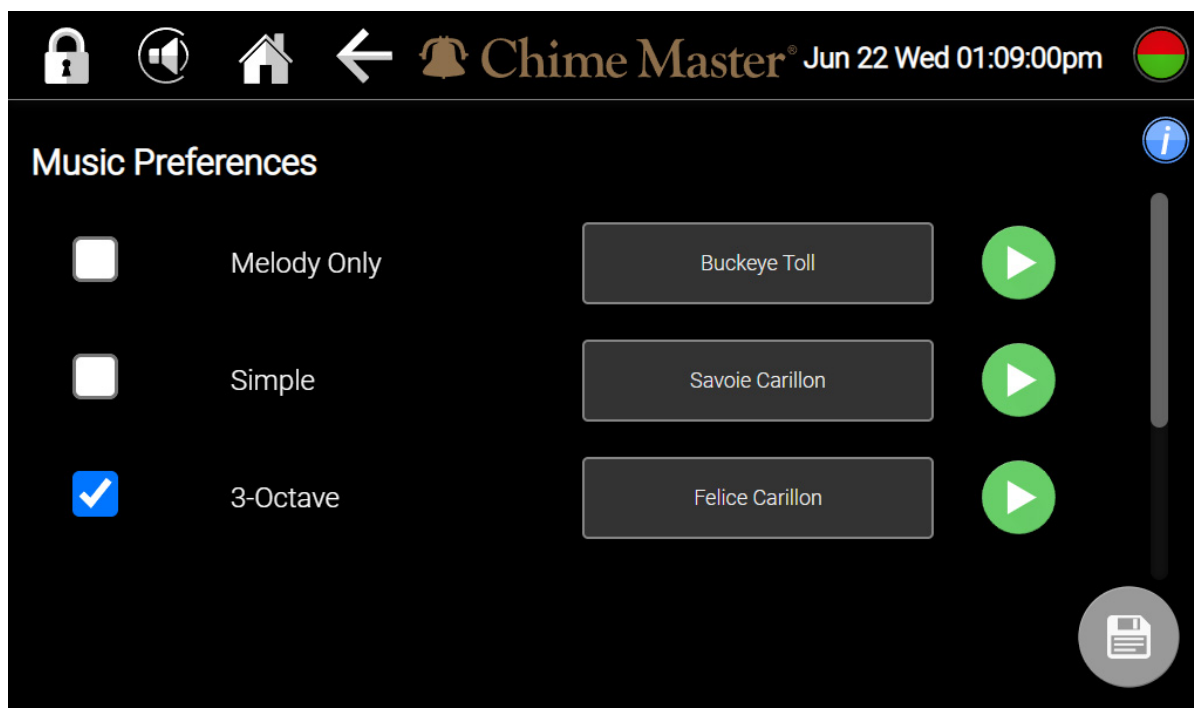 Chime Master® Jun 22 Wed 01:09:00pm
i
Music Preferences
Melody Only Buckeye Toll
Simple Savoie Carillon
3-Octave Felice Carillon